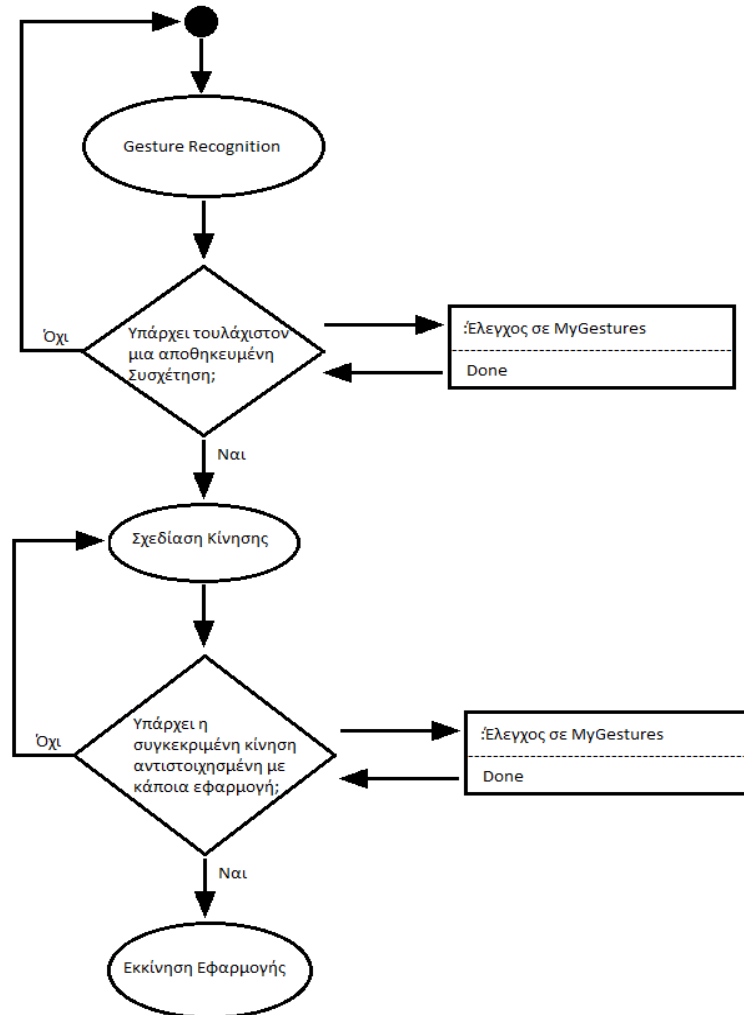 Gesture Recognition
Όχι
Υπάρχει τουλάχιστον
μια αποθηκευμένη
Συσχέτηση;
:Έλεγχος σε MyGestures
Done
Ναι
Σχεδίαση Κίνησης
Όχι
Υπάρχει η
συγκεκριμένη κίνηση
αντιστοιχησμένη με
κάποια εφαρμογή;
:Έλεγχος σε MyGestures
Done
Ναι
Εκκίνηση Εφαρμογής